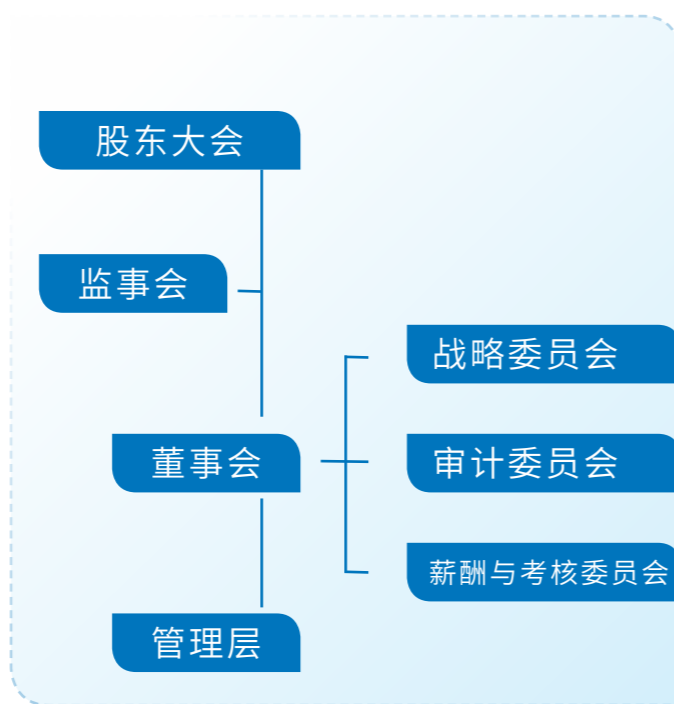 股东大会
监事会
战略委员会
董事会
审计委员会
薪酬与考核委员会
管理层